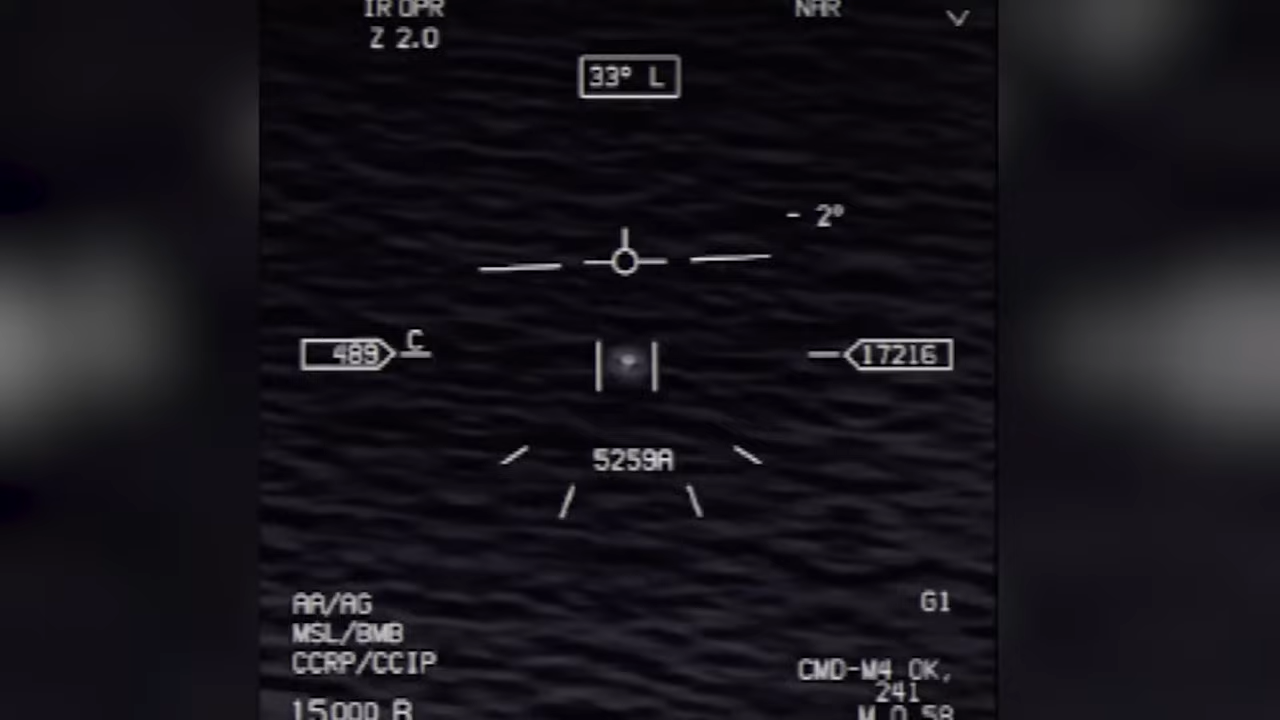 IR OPR
NAR
Z 2.0
33° L
- 2°
489
C
17216
5259A
AA/AG
G1
MSL/BMB
CCRP/CCIP
CMD-M4 OK,
241
15000 R
M 0.58